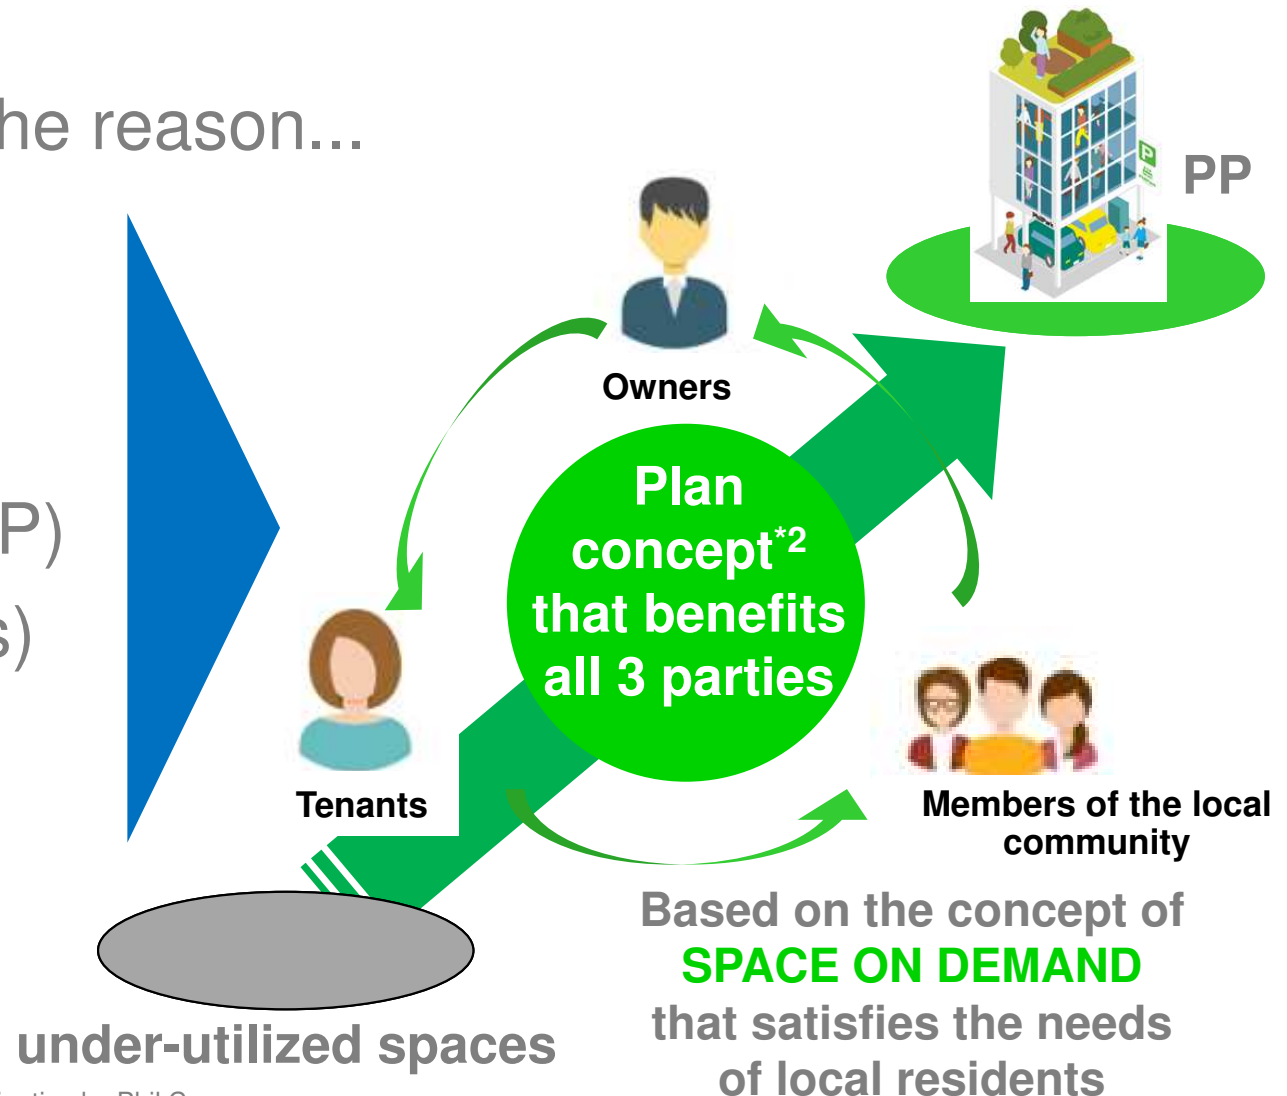 he reason...
PP
Owners
Plan
concept*2
that benefits
all 3 parties
P)
s)
Tenants
Members of the local
community
Based on the concept of
SPACE ON DEMAND
that satisfies the needs
of local residents
under-utilized spaces